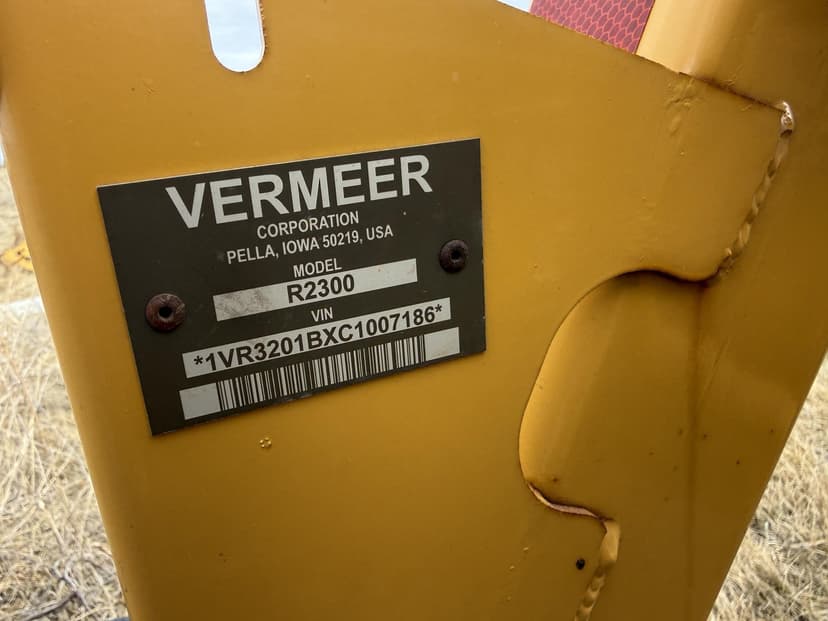 VERMEER
CORPORATION
PELLA, IOWA 50219, USA
MODEL
R2300
VIN
*1VR3201BXC1007186*